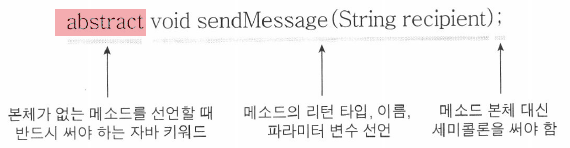 abstract void sendMessage(String recipient);
본체가 없는 메소드를 선언할 때
반드시 써야 하는 자바 키워드
메소드의 리턴 타입, 이름,
파라미터 변수 선언
메소드 본체 대신
세미콜론을 써야 함